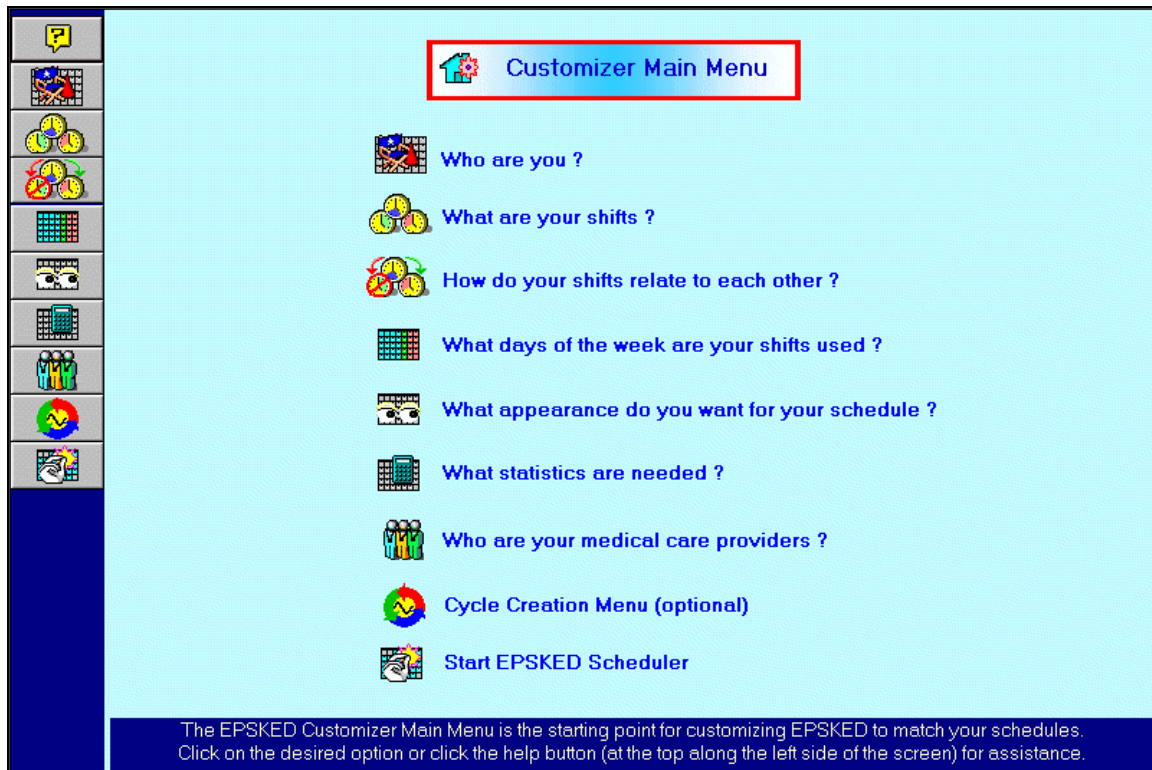 Customizer Main Menu
Who are you ?
What are your shifts ?
How do your shifts relate to each other ?
What days of the week are your shifts used ?
What appearance do you want for your schedule ?
What statistics are needed ?
Who are your medical care providers ?
Cycle Creation Menu (optional)
Start EPSKED Scheduler
The EPSKED Customizer Main Menu is the starting point for customizing EPSKED to match your schedules.
Click on the desired option or click the help button (at the top along the left side of the screen) for assistance.